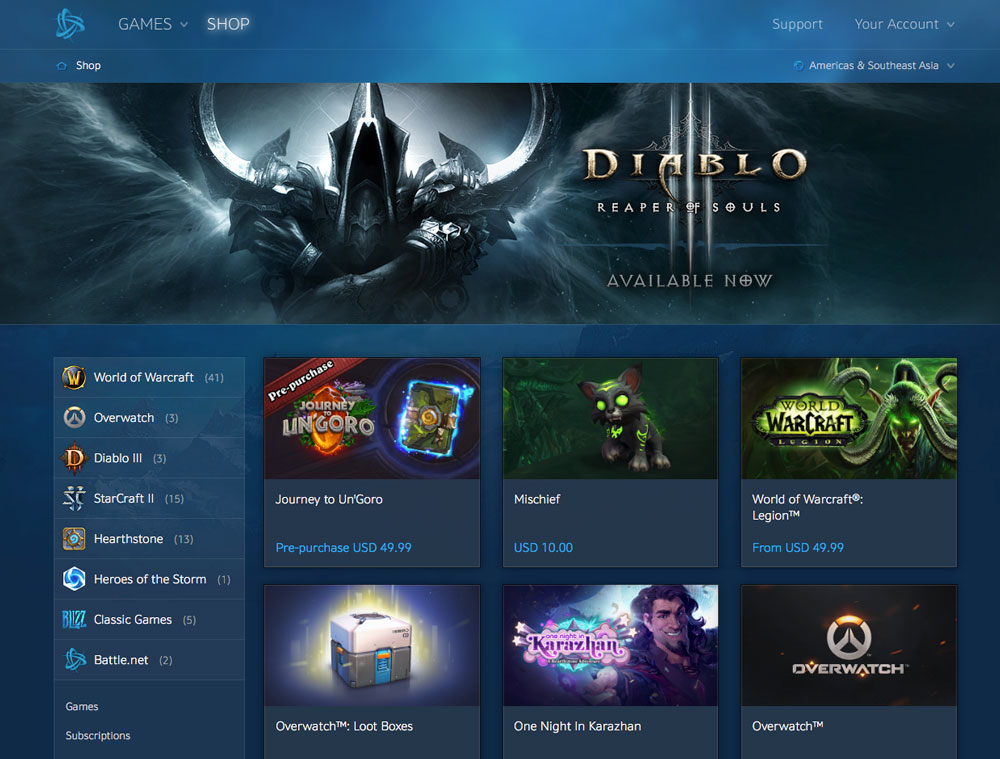 GAMES SHOP Support Your Account
Shop Americas & Southeast Asia
DIABLO
III
REAPER OF SOULS
AVAILABLE NOW
World of Warcraft (41)
Overwatch (3)
Diablo III (3)
StarCraft II (15)
Hearthstone (13)
Heroes of the Storm (1)
BLIZZ Classic Games (5)
Battle.net (2)
Games
Subscriptions
Pre-purchase
JOURNEY
TO
UN'GORO
Journey to Un'Goro
Pre-purchase USD 49.99
Mischief
USD 10.00
WORLD
OF
WARCRAFT
LEGION
World of Warcraft®:
Legion™
From USD 49.99
Overwatch™: Loot Boxes
one night in
Karazhan
A Hearthstone Adventure
One Night In Karazhan
OVERWATCH™
Overwatch™